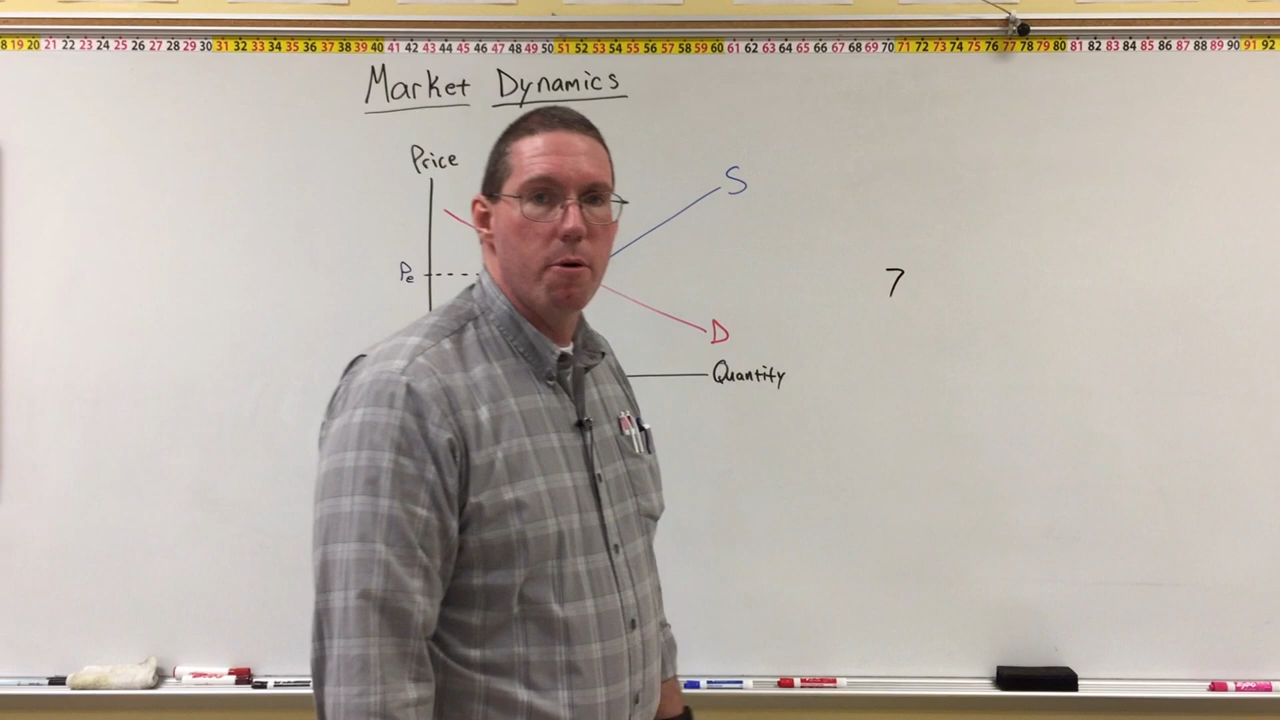 8 19 20 21 22 23 24 25 26 27 28 29 30 31 32 33 34 35 36 37 38 39 40 41 42 43 44 45 46 47 48 49 50 51 52 53 54 55 56 57 58 59 60 61 62 63 64 65 66 67 68 69 70 71 72 73 74 75 76 77 78 79 80 81 82 83 84 85 86 87 88 89 90 91 92
Market Dynamics
Price
S
Pe
7
D
Quantity